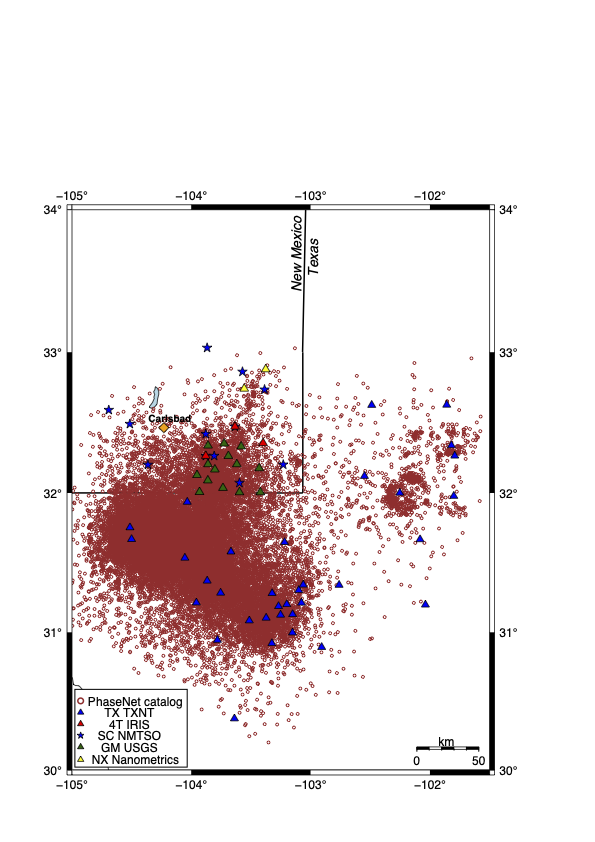 −105° −104° −103° −102°
34° 34°
New Mexico
Texas
33° 33°
Carlsbad
32° 32°
31° 31°
PhaseNet catalog
TX TXNT
4T IRIS
SC NMTSO
GM USGS
NX Nanometrics
km
0 50
30° 30°
−105° −104° −103° −102°